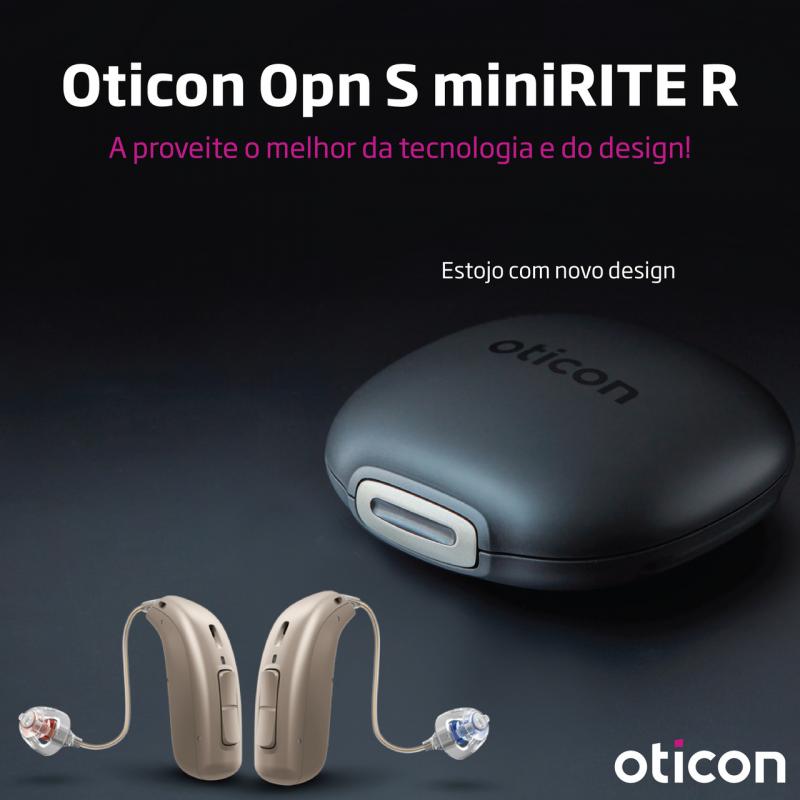 Oticon Opn S miniRITE R
A proveite o melhor da tecnologia e do design!
Estojo com novo design
oticon
oticon